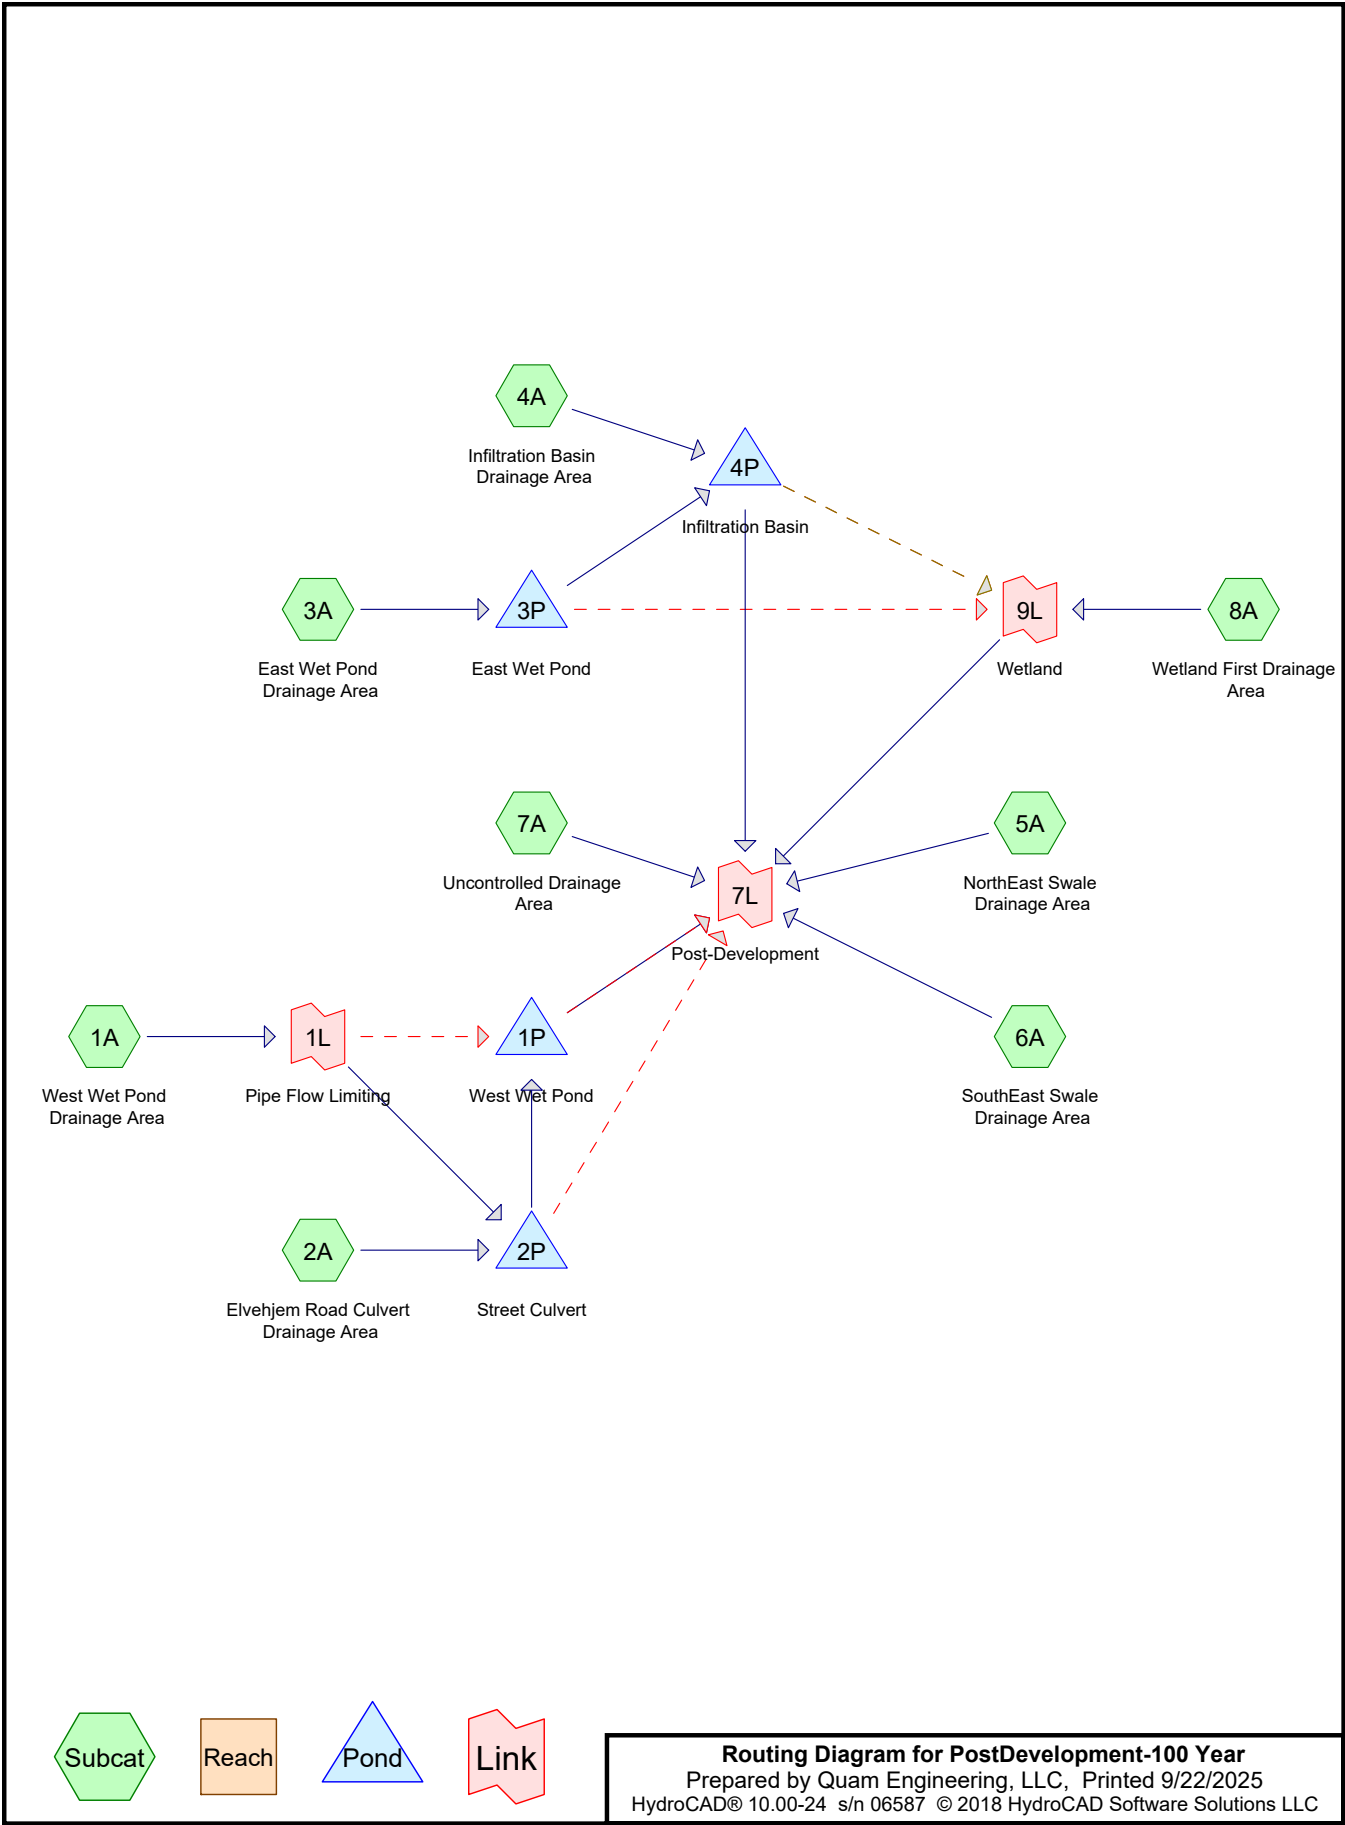 4A
Infiltration Basin
Drainage Area
4P
Infiltration Basin
3A
East Wet Pond
Drainage Area
3P
East Wet Pond
9L
Wetland
8A
Wetland First Drainage
Area
7A
Uncontrolled Drainage
Area
7L
Post-Development
5A
NorthEast Swale
Drainage Area
1A
West Wet Pond
Drainage Area
1L
Pipe Flow Limiting
1P
West Wet Pond
6A
SouthEast Swale
Drainage Area
2A
Elvehjem Road Culvert
Drainage Area
2P
Street Culvert
Subcat
Reach
Pond
Link
Routing Diagram for PostDevelopment-100 Year
Prepared by Quam Engineering, LLC, Printed 9/22/2025
HydroCAD® 10.00-24 s/n 06587 © 2018 HydroCAD Software Solutions LLC